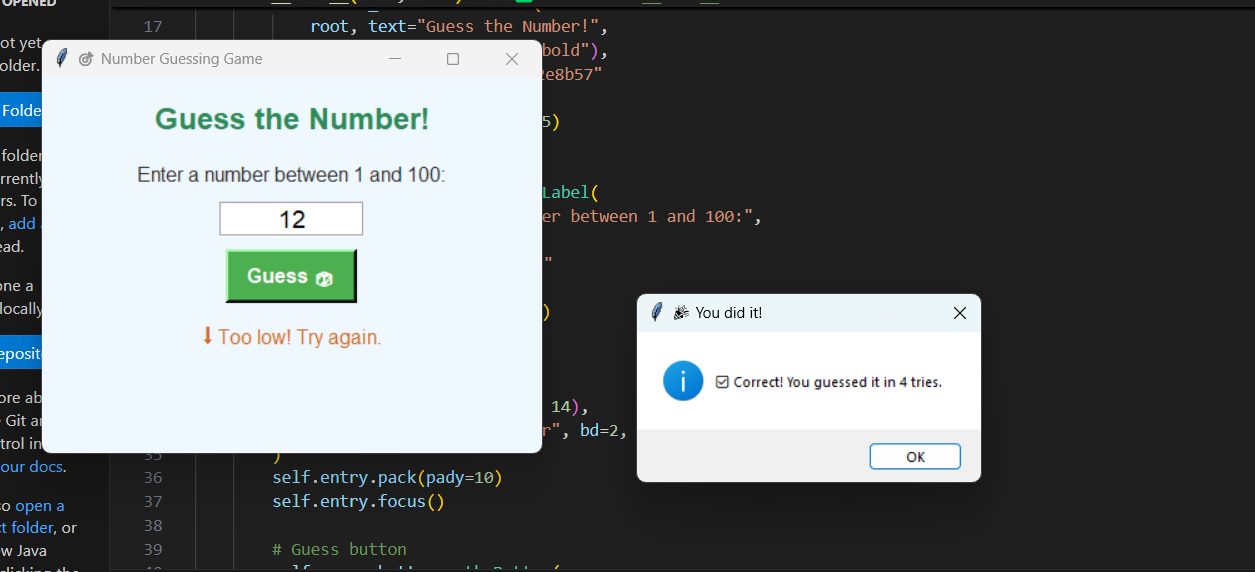 OPENED
17
root, text="Guess the Number!",
ot yet
older.
Number Guessing Game
bold"),
2e8b57"
Folde
5)
Guess the Number!
folder
rrently
rs. To
, add a
ead.
Enter a number between 1 and 100:
Label(
er between 1 and 100:",
12
Guess
"
one a
locally
)
Too low! Try again.
You did it!
Correct! You guessed it in 4 tries.
OK
eposit
ore ab
Git a
trol in
our docs.
14),
r", bd=2,
35
)
36
self.entry.pack(pady=10)
37
self.entry.focus()
38
so open a
ct folder, or
w Java
39
# Guess button